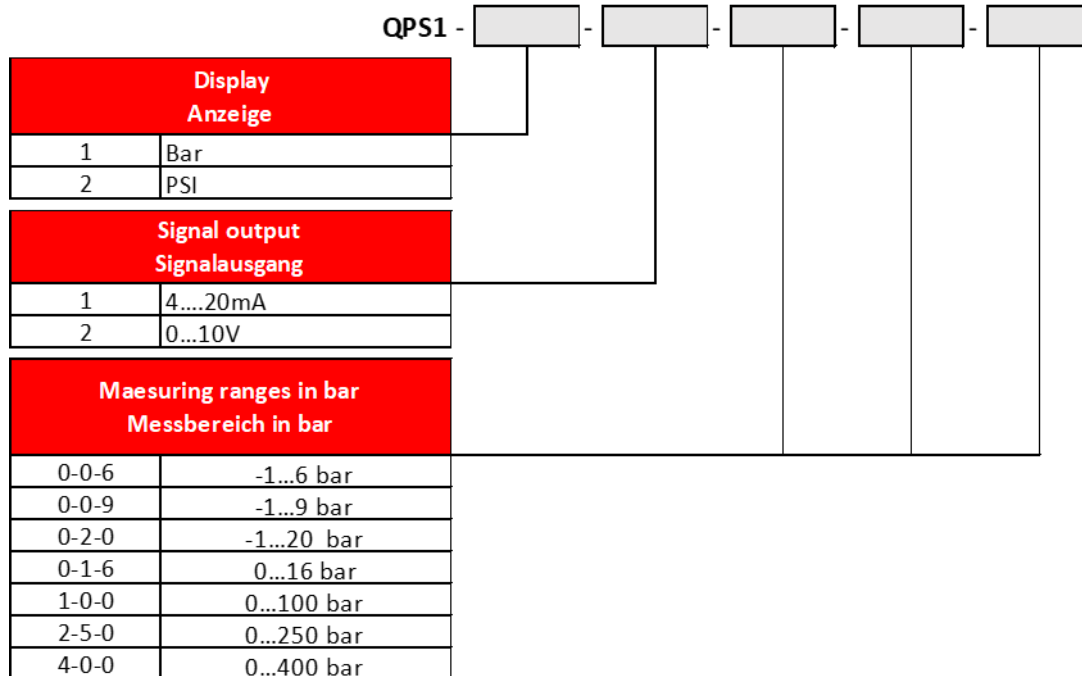 QPS1 - - - - -
Display
Anzeige
1 Bar
2 PSI
Signal output
Signalausgang
1 4....20mA
2 0...10V
Maesuring ranges in bar
Messbereich in bar
0-0-6 -1...6 bar
0-0-9 -1...9 bar
0-2-0 -1...20 bar
0-1-6 0...16 bar
1-0-0 0...100 bar
2-5-0 0...250 bar
4-0-0 0...400 bar